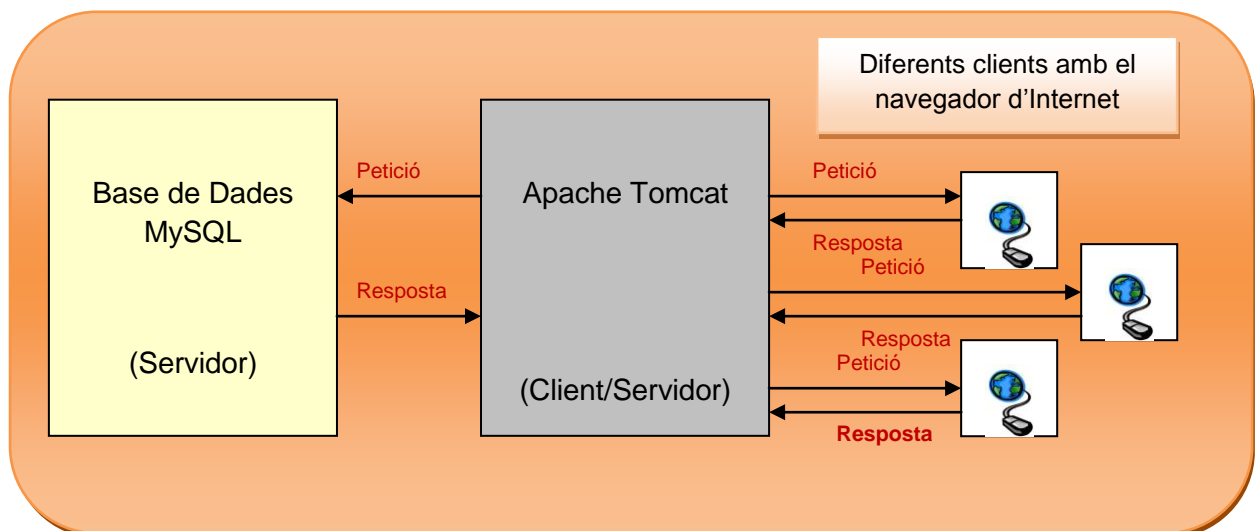 Diferents clients amb el
navegador d'Internet
Base de Dades
MySQL
(Servidor)
Petició
Resposta
Apache Tomcat
(Client/Servidor)
Petició
Resposta
Petició
Resposta
Petició
Resposta